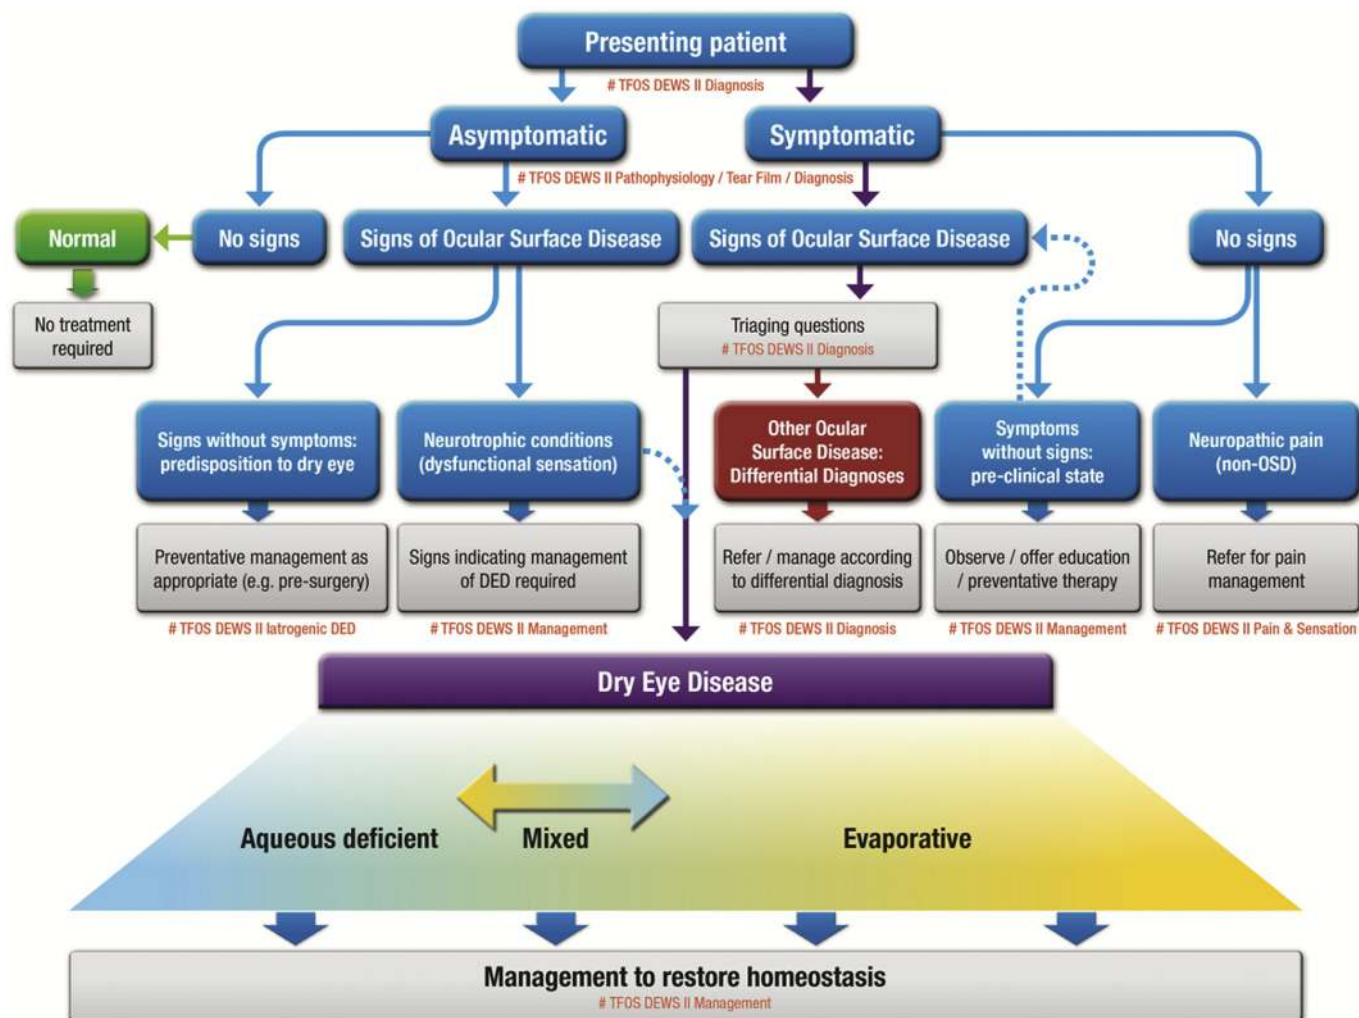 Presenting patient
# TFOS DEWS II Diagnosis
Asymptomatic
Symptomatic
# TFOS DEWS II Pathophysiology / Tear Film / Diagnosis
Normal
No signs
Signs of Ocular Surface Disease
Signs of Ocular Surface Disease
No signs
No treatment
required
Triaging questions
# TFOS DEWS II Diagnosis
Signs without symptoms:
predisposition to dry eye
Neurotrophic conditions
(dysfunctional sensation)
Other Ocular
Surface Disease:
Differential Diagnoses
Symptoms
without signs:
pre-clinical state
Neuropathic pain
(non-OSD)
Preventative management as
appropriate (e.g. pre-surgery)
Signs indicating management
of DED required
Refer / manage according
to differential diagnosis
Observe / offer education
/ preventative therapy
Refer for pain
management
# TFOS DEWS II Iatrogenic DED
# TFOS DEWS II Management
# TFOS DEWS II Diagnosis
# TFOS DEWS II Management
# TFOS DEWS II Pain & Sensation
Dry Eye Disease
Aqueous deficient
Mixed
Evaporative
Management to restore homeostasis
# TFOS DEWS II Management